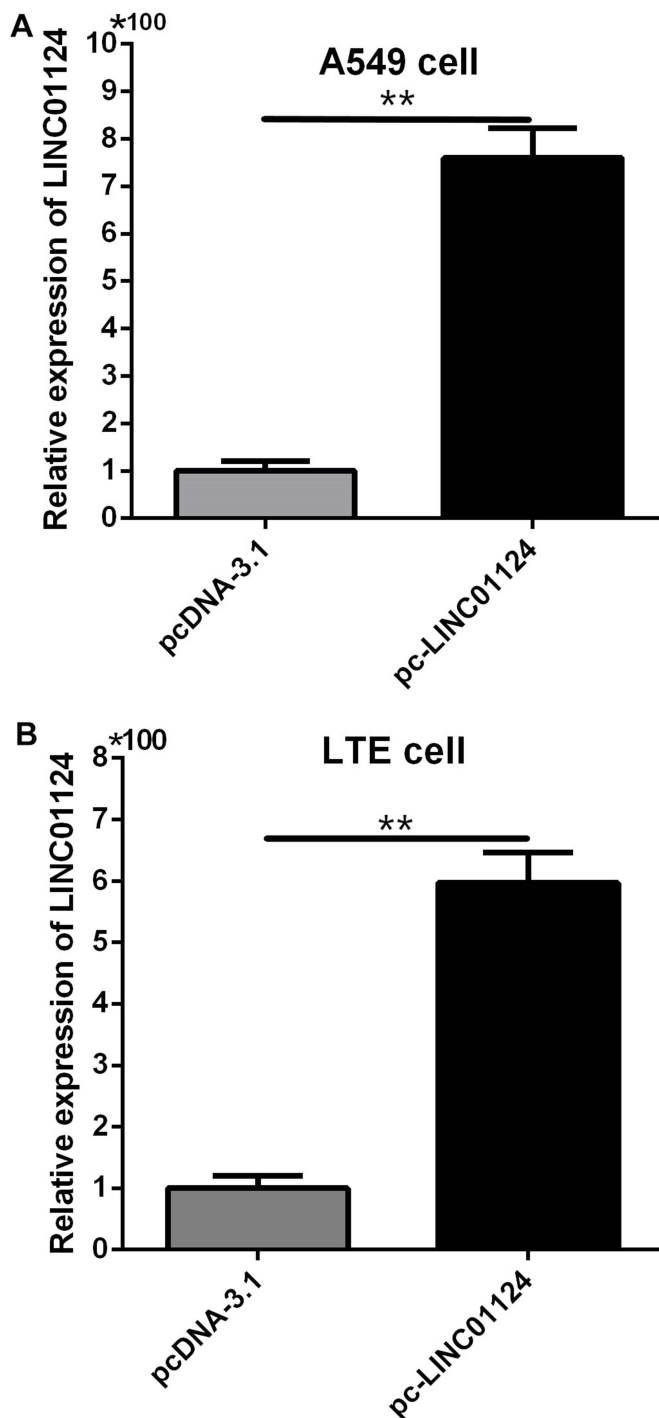 A
*100
A549 cell
**
Relative expression of LINC01124
10
9
8
7
6
5
4
3
2
1
0
pcDNA-3.1
pc-LINC01124
B
*100
LTE cell
**
Relative expression of LINC01124
8
7
6
5
4
3
2
1
0
pcDNA-3.1
pc-LINC01124